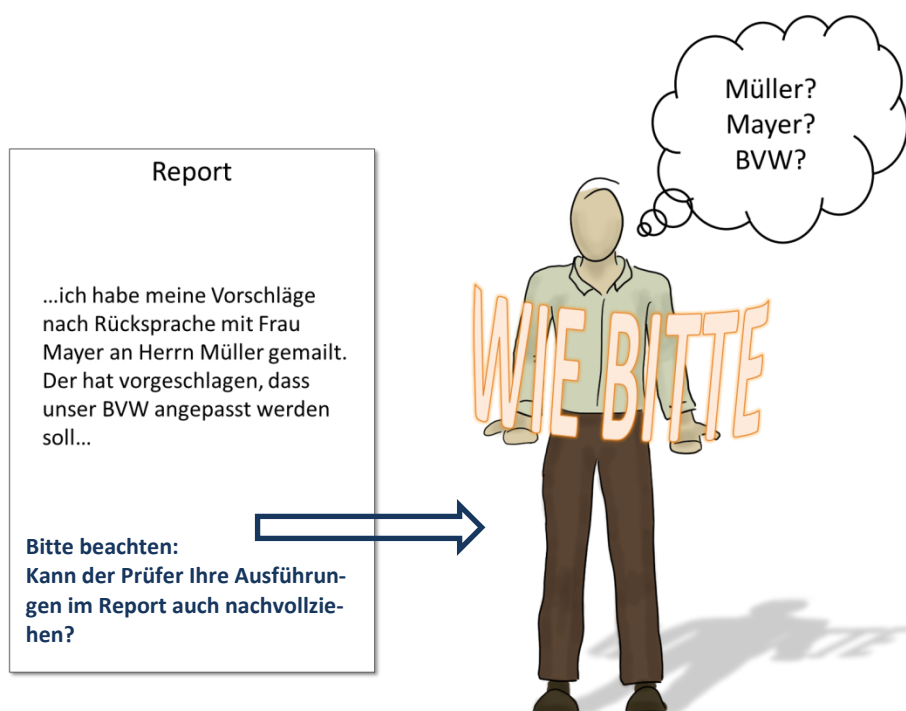 Report
...ich habe meine Vorschläge
nach Rücksprache mit Frau
Mayer an Herrn Müller gemailt.
Der hat vorgeschlagen, dass
unser BVW angepasst werden
soll...
Bitte beachten:
Kann der Prüfer Ihre Ausführun-
gen im Report auch nachvollzie-
hen?
Müller?
Mayer?
BVW?
WIE BITTE